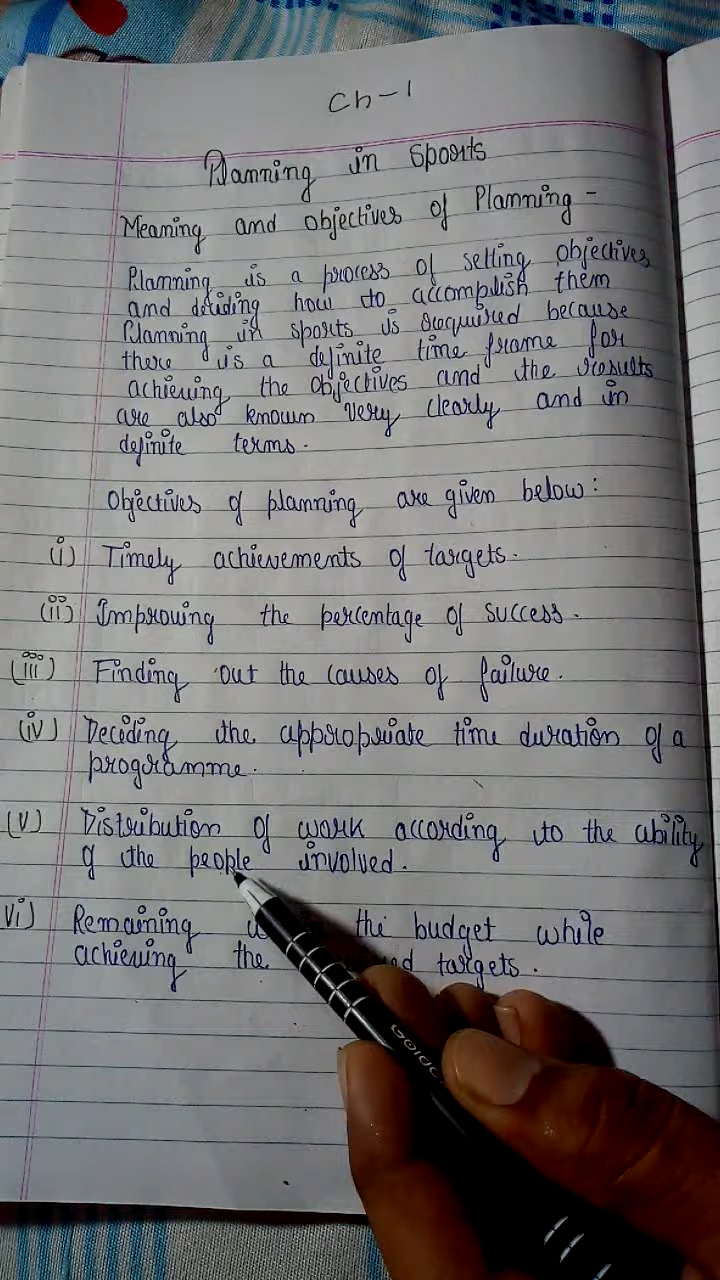 Ch-1
Planning in Sports
Meaning and objectives of Planning -
Planning is a process of setting objectives
and deciding how to accomplish them
Planning in sports is required because
there is a definite time frame for
achieving the objectives and the results
are also known very clearly and in
definite terms.
Objectives of planning are given below:
(i) Timely achievements of targets.
(ii) Improving the percentage of success.
(iii) Finding out the causes of failure.
(iv) Deciding the appropriate time duration of a
programme.
(v) Distribution of work according to the ability
of the people involved.
vi) Remaining the budget while
achieving the targets.